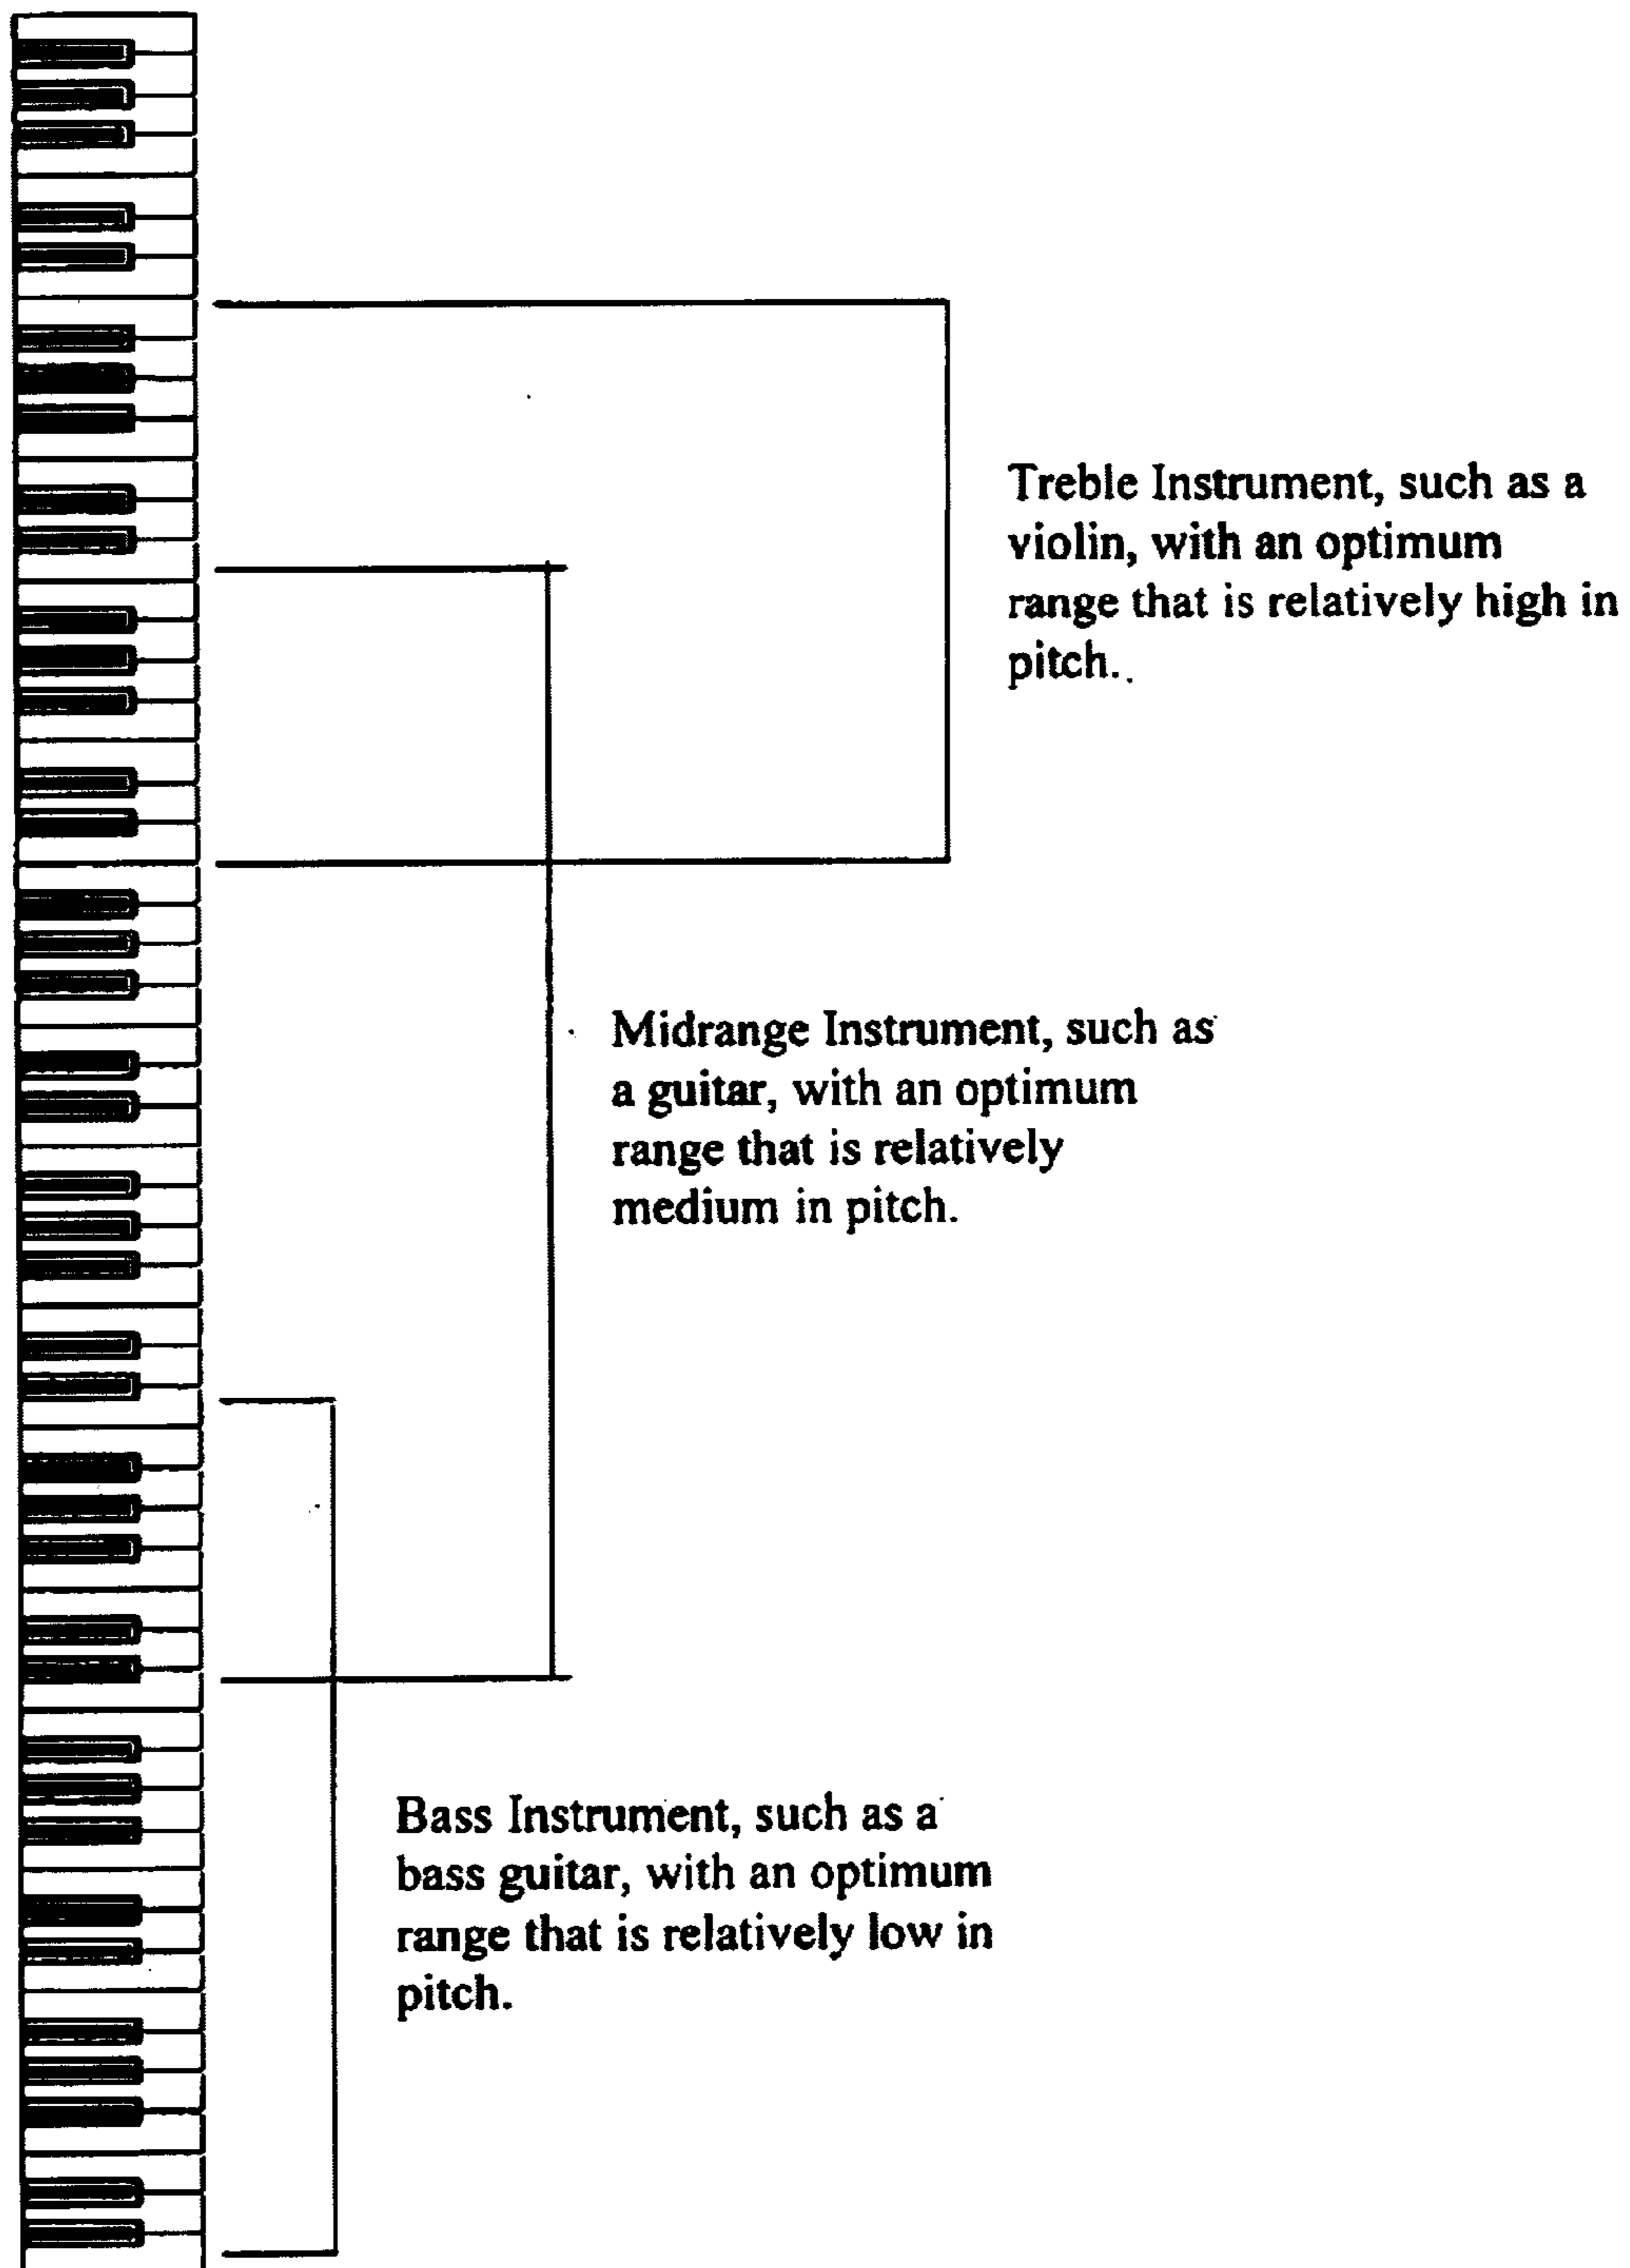 Treble Instrument, such as a
violin, with an optimum
range that is relatively high in
pitch.
Midrange Instrument, such as
a guitar, with an optimum
range that is relatively
medium in pitch.
Bass Instrument, such as a
bass guitar, with an optimum
range that is relatively low in
pitch.